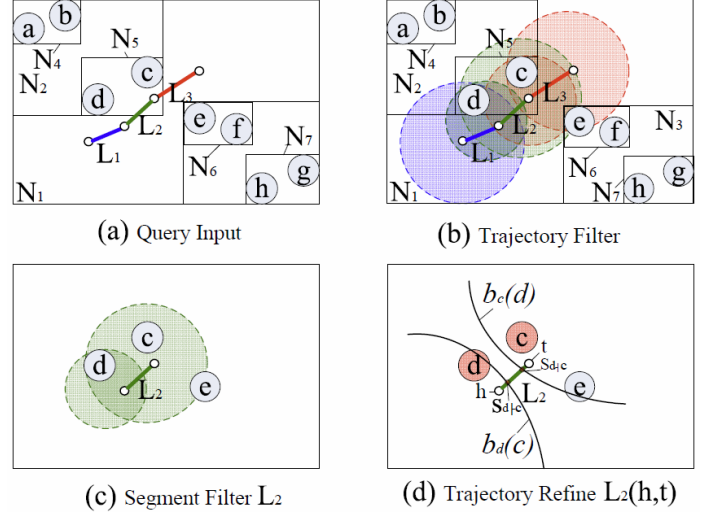 a b
N4
N2
N5
c
d
L3
L2
L1
e f
N6
N7
h g
N1
(a) Query Input
a b
N4
N2
N5
c
d
L3
L2
L1
e f
N3
N6
N7
h g
N1
(b) Trajectory Filter
c
d
L2
e
(c) Segment Filter L2
bc(d)
c
d
t
Sd|c
h
L2
e
Sd|c
bd(c)
(d) Trajectory Refine L2(h,t)